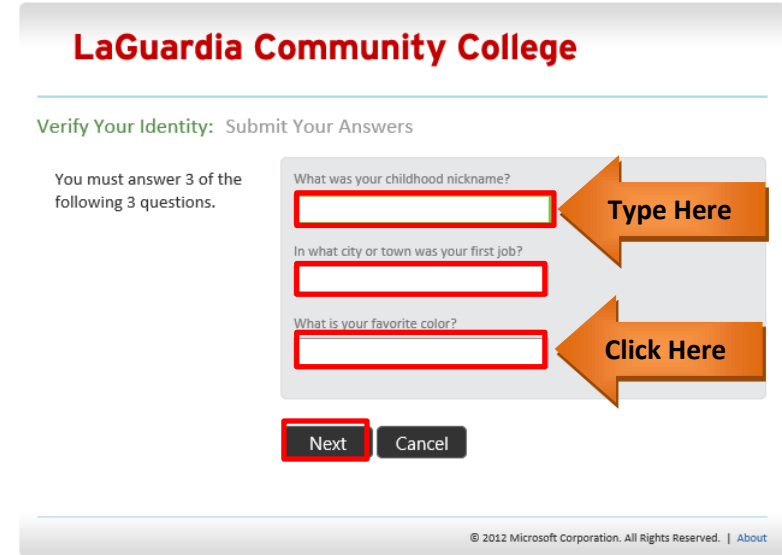 LaGuardia Community College
Verify Your Identity: Submit Your Answers
You must answer 3 of the
following 3 questions.
What was your childhood nickname?
Type Here
In what city or town was your first job?
What is your favorite color?
Click Here
Next Cancel
© 2012 Microsoft Corporation. All Rights Reserved. | About